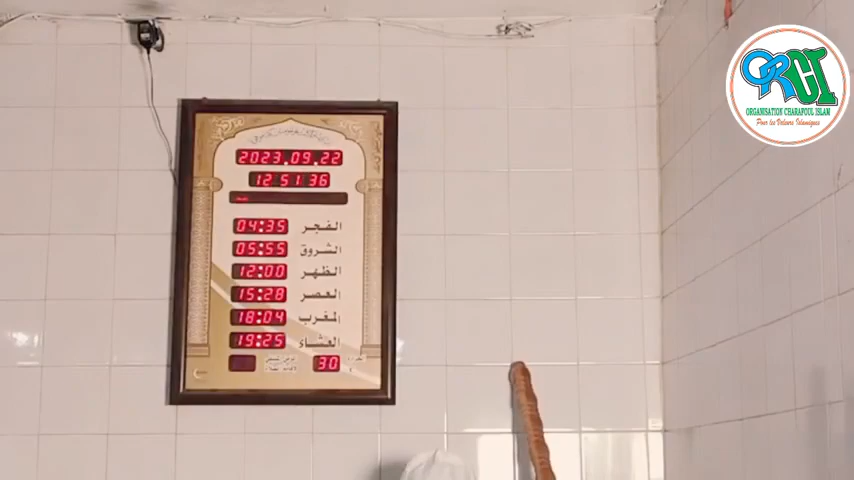 2023.09.22
12:51:36
04:35 الفجر
05:55 الشروق
12:00 الظهر
15:28 العصر
18:04 المغرب
19:25 العشاء
30
ORCI
ORGANISATION CHARAFOUL ISLAM
Pour les Valeurs Islamiques